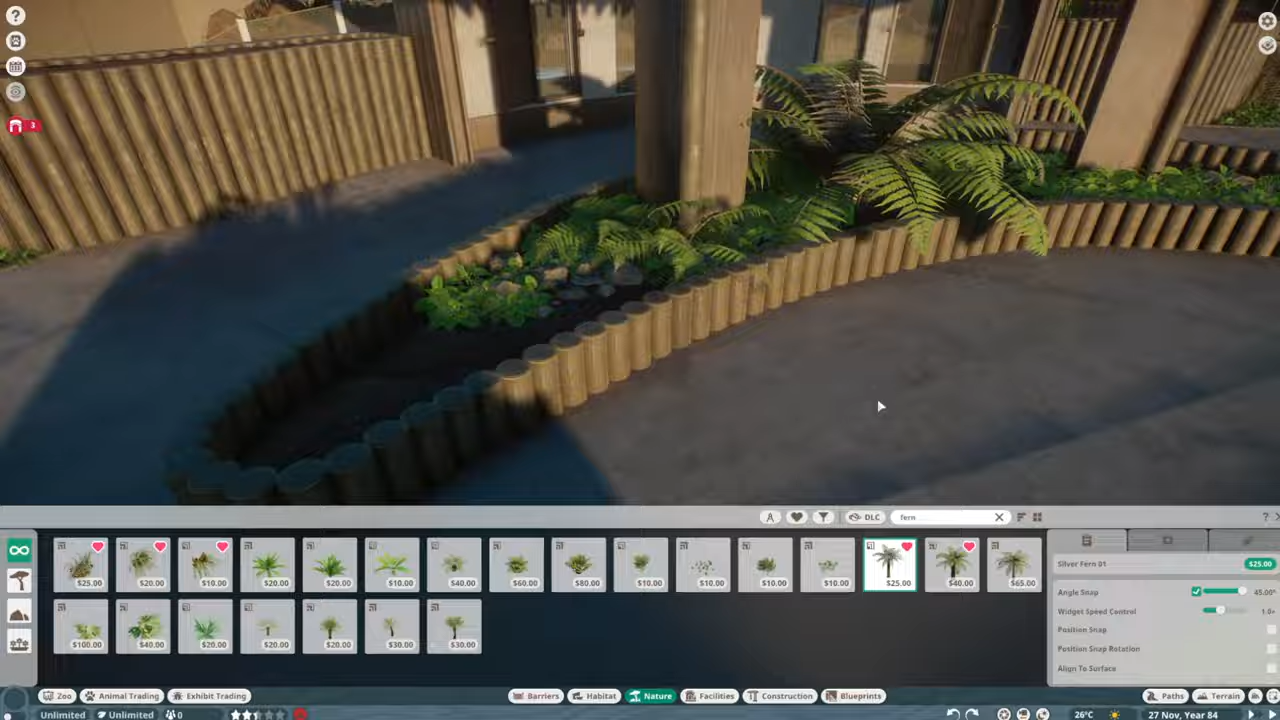 ?
3
A
DLC
fern
?
$25.00
$20.00
$10.00
$20.00
$20.00
$10.00
$40.00
$60.00
$80.00
$10.00
$10.00
$10.00
$10.00
$25.00
$40.00
$65.00
$100.00
$40.00
$20.00
$20.00
$20.00
$30.00
$30.00
Silver Fern 01
$25.00
Angle Snap
45.00°
Widget Speed Control
Position Snap
Position Snap Rotation
Align To Surface
Zoo
Animal Trading
Exhibit Trading
Barriers
Habitat
Nature
Facilities
Construction
Blueprints
Paths
Terrain
Unlimited
Unlimited
0
26°C
27 Nov, Year 84